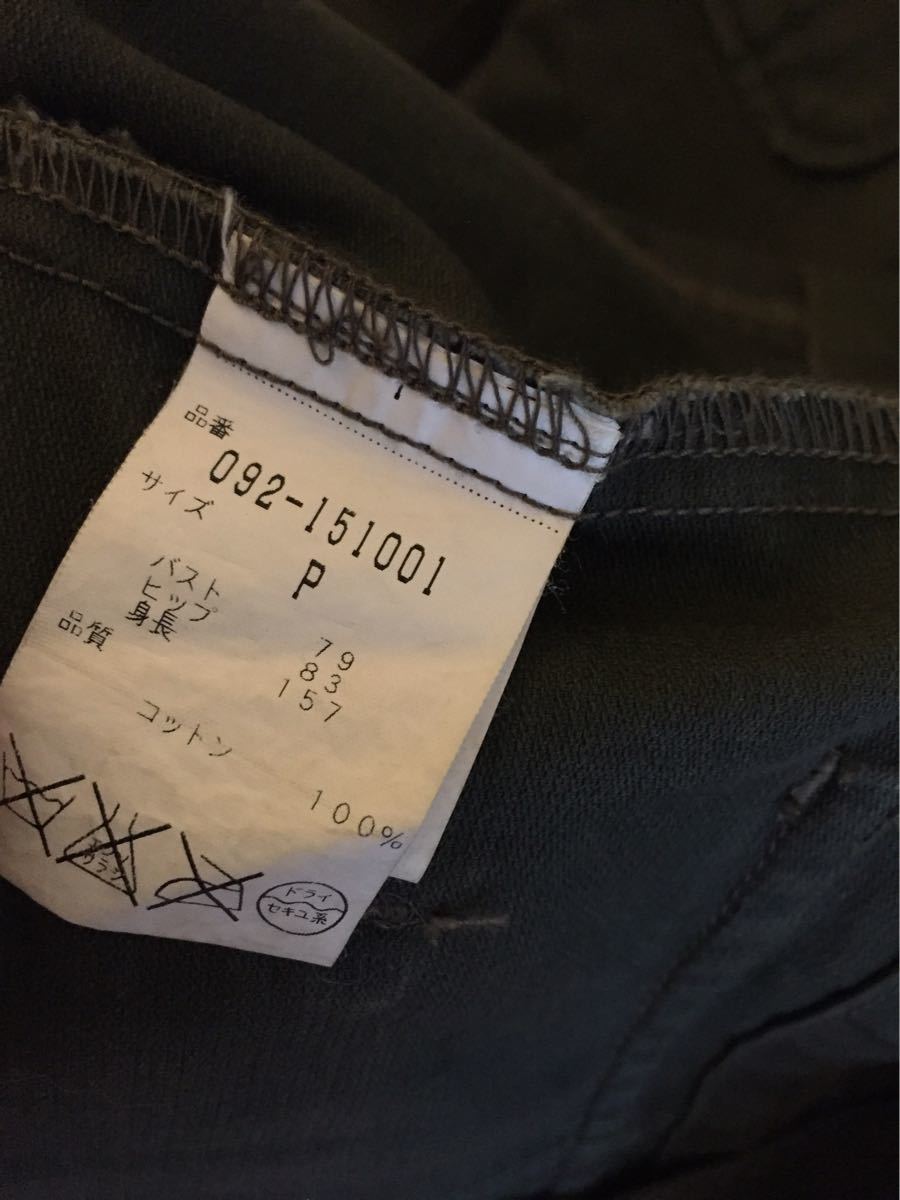 品番
092-151001
サイズ
P
バスト 79
ヒップ 83
身長 157
品質
コットン
100%
ドライ
セキユ系